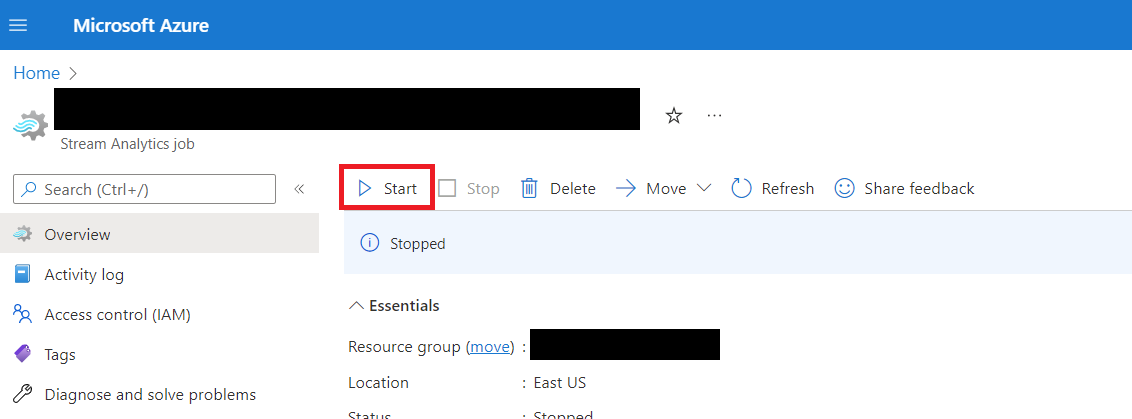 Microsoft Azure
Home
Stream Analytics job
Search (Ctrl+/)
Start Stop Delete Move Refresh Share feedback
Overview
Stopped
Activity log
Essentials
Access control (IAM)
Resource group (move) :
Tags
Location : East US
Diagnose and solve problems
Status : Stopped